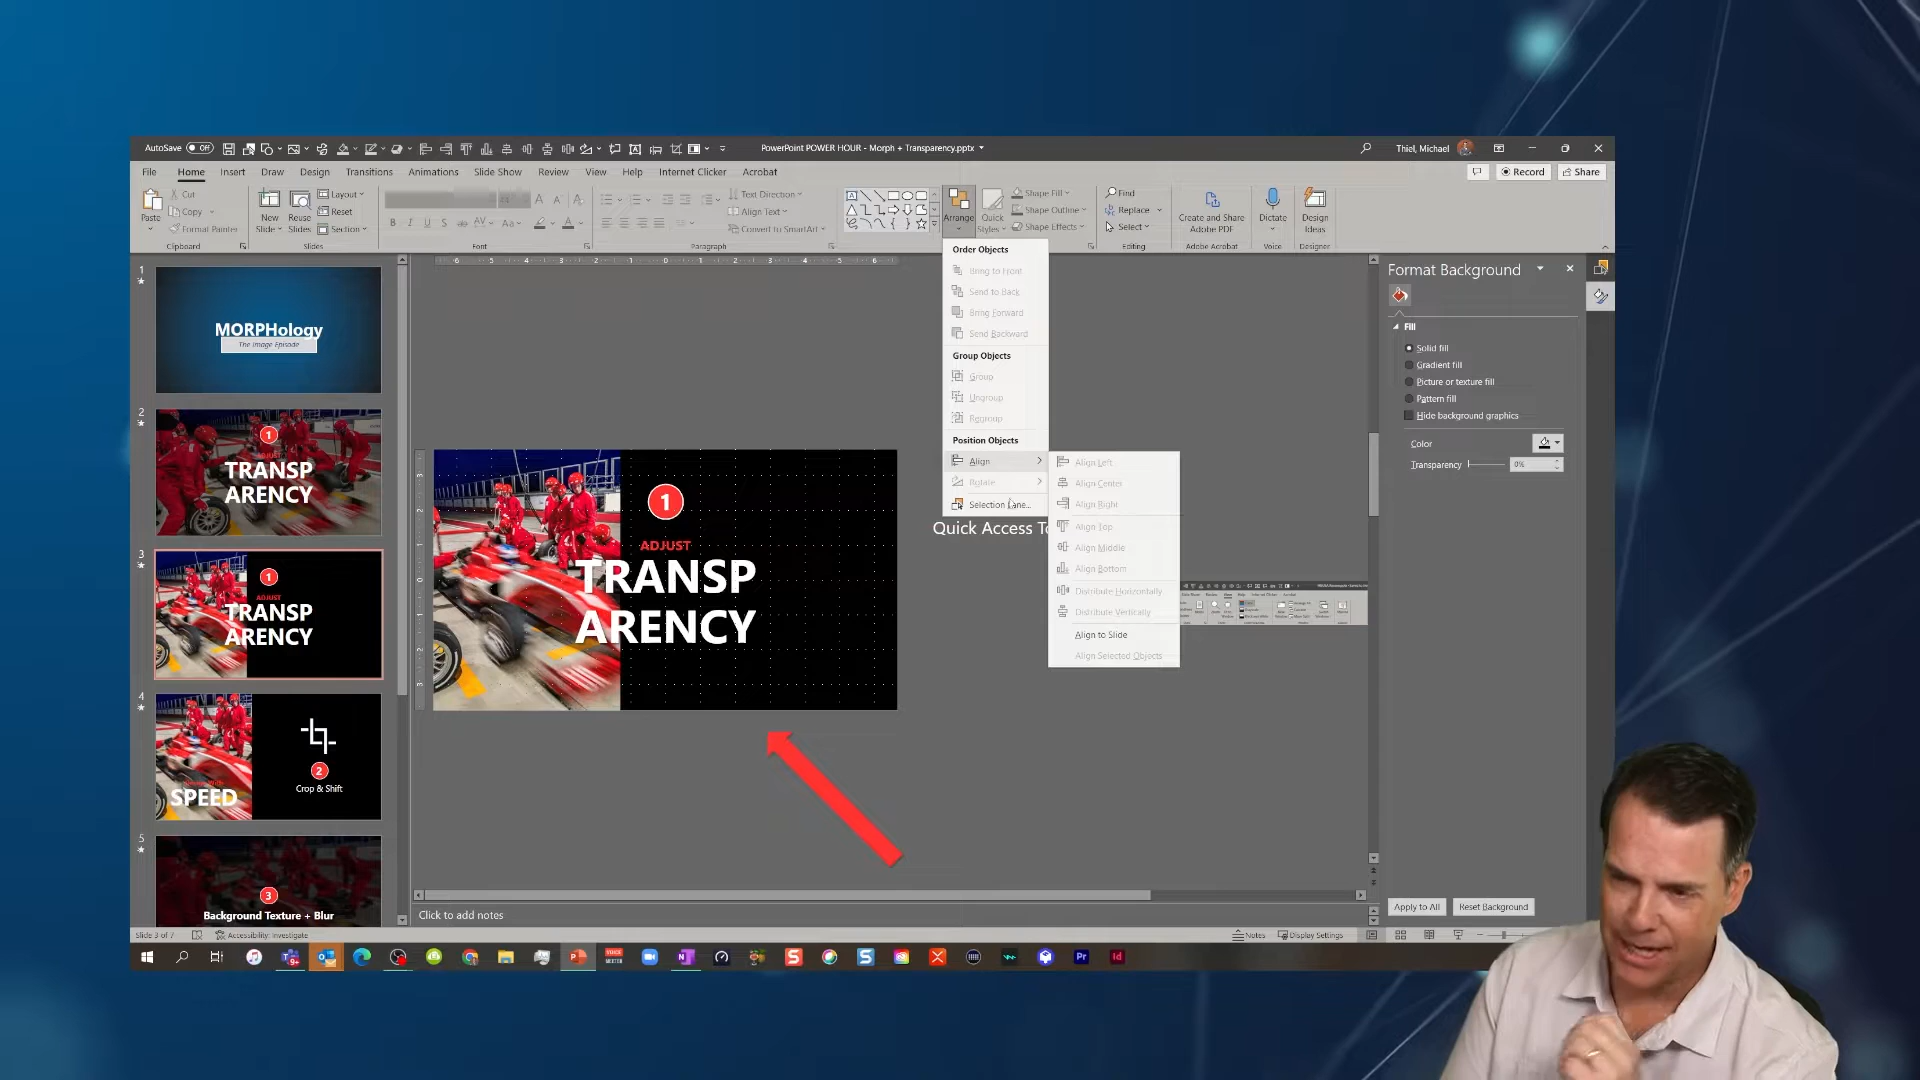 AutoSave Off
PowerPoint POWER HOUR - Morph + Transparency.pptx
Thiel, Michael
File Home Insert Draw Design Transitions Animations Slide Show Review View Help Internet Clicker Acrobat
Record Share
Paste
Cut
Copy
Format Painter
Clipboard
New Slide
Reuse Slides
Layout
Reset
Section
Slides
Font
Text Direction
Align Text
Convert to SmartArt
Paragraph
Arrange
Quick Styles
Shape Fill
Shape Outline
Shape Effects
Find
Replace
Select
Editing
Create and Share Adobe PDF
Adobe Acrobat
Dictate
Voice
Design Ideas
Designer
Order Objects
Bring to Front
Send to Back
Bring Forward
Send Backward
Group Objects
Group
Ungroup
Regroup
Position Objects
Align
Rotate
Selection Pane...
Align Left
Align Center
Align Right
Align Top
Align Middle
Align Bottom
Distribute Horizontally
Distribute Vertically
Align to Slide
Align Selected Objects
1
MORPHology
The Image Episode
2
1
ADJUST
TRANSP
ARENCY
3
1
ADJUST
TRANSP
ARENCY
4
SPEED
2
Crop & Shift
5
3
Background Texture + Blur
1
ADJUST
TRANSP
ARENCY
Quick Access
Format Background
Fill
Solid fill
Gradient fill
Picture or texture fill
Pattern fill
Hide background graphics
Color
Transparency 0%
Apply to All Reset Background
Click to add notes
Slide 3 of 7 Accessibility: Investigate
Notes Display Settings